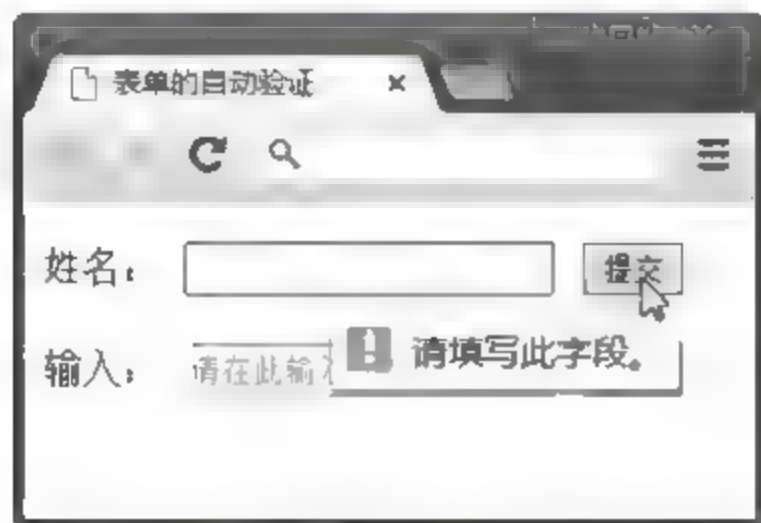 表单的自动验证
姓名：
提交
输入：
请在此输入
请填写此字段。